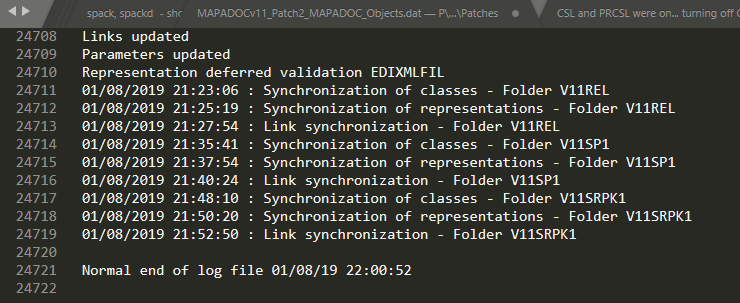 spack, spackd - sho
MAPADOCv11_Patch2_MAPADOC_Objects.dat — P\...\Patches
CSL and PRCSL were on... turning off C
24708 Links updated
24709 Parameters updated
24710 Representation deferred validation EDIXMLFIL
24711 01/08/2019 21:23:06 : Synchronization of classes - Folder V11REL
24712 01/08/2019 21:25:19 : Synchronization of representations - Folder V11REL
24713 01/08/2019 21:27:54 : Link synchronization - Folder V11REL
24714 01/08/2019 21:35:41 : Synchronization of classes - Folder V11SP1
24715 01/08/2019 21:37:54 : Synchronization of representations - Folder V11SP1
24716 01/08/2019 21:40:24 : Link synchronization - Folder V11SP1
24717 01/08/2019 21:48:10 : Synchronization of classes - Folder V11SRPK1
24718 01/08/2019 21:50:20 : Synchronization of representations - Folder V11SRPK1
24719 01/08/2019 21:52:50 : Link synchronization - Folder V11SRPK1
24720
24721 Normal end of log file 01/08/19 22:00:52
24722